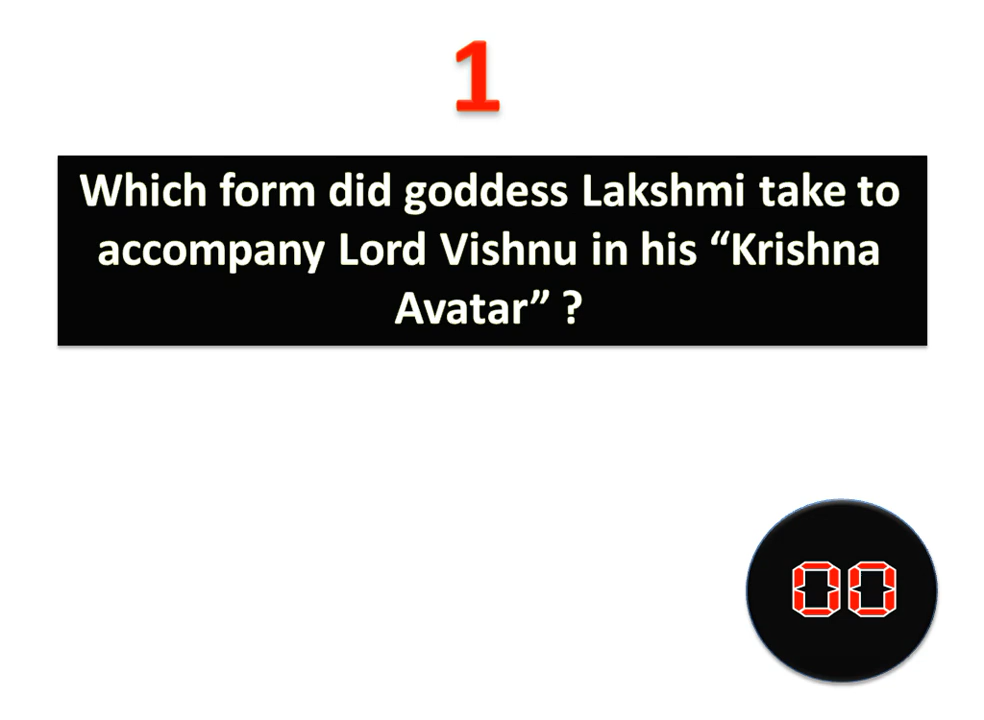 1
Which form did goddess Lakshmi take to
accompany Lord Vishnu in his “Krishna
Avatar” ?
00